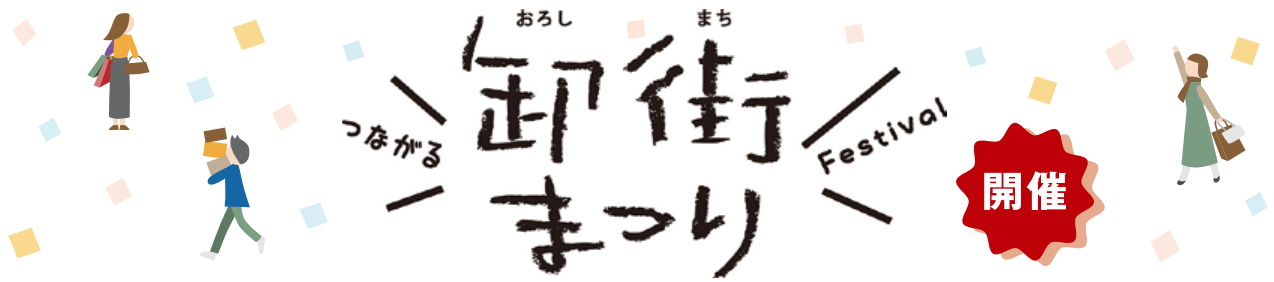 おろし まち
卸街
つながる
まつり
Festival
開催